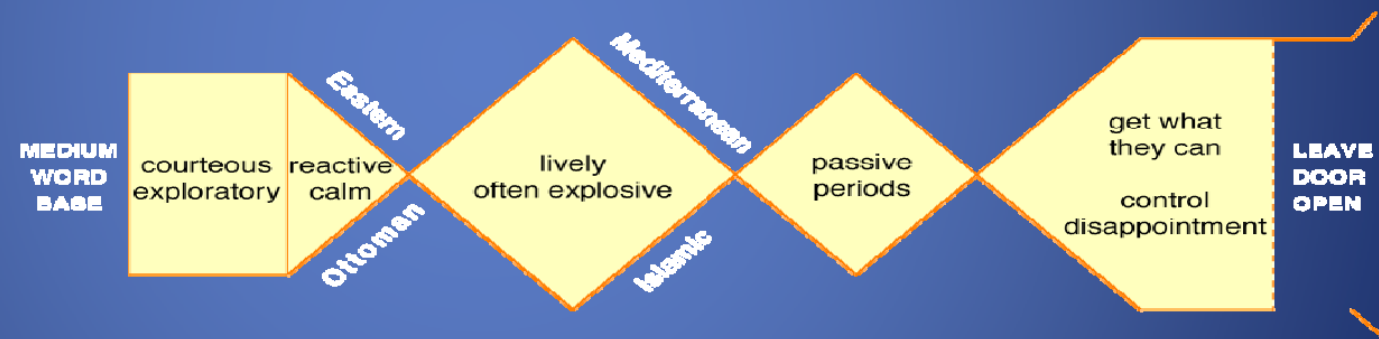 MEDIUM
WORD
BASE
courteous
exploratory
reactive
calm
Eastern
Ottoman
lively
often explosive
Mediterranean
Islamic
passive
periods
get what
they can
control
disappointment
LEAVE
DOOR
OPEN